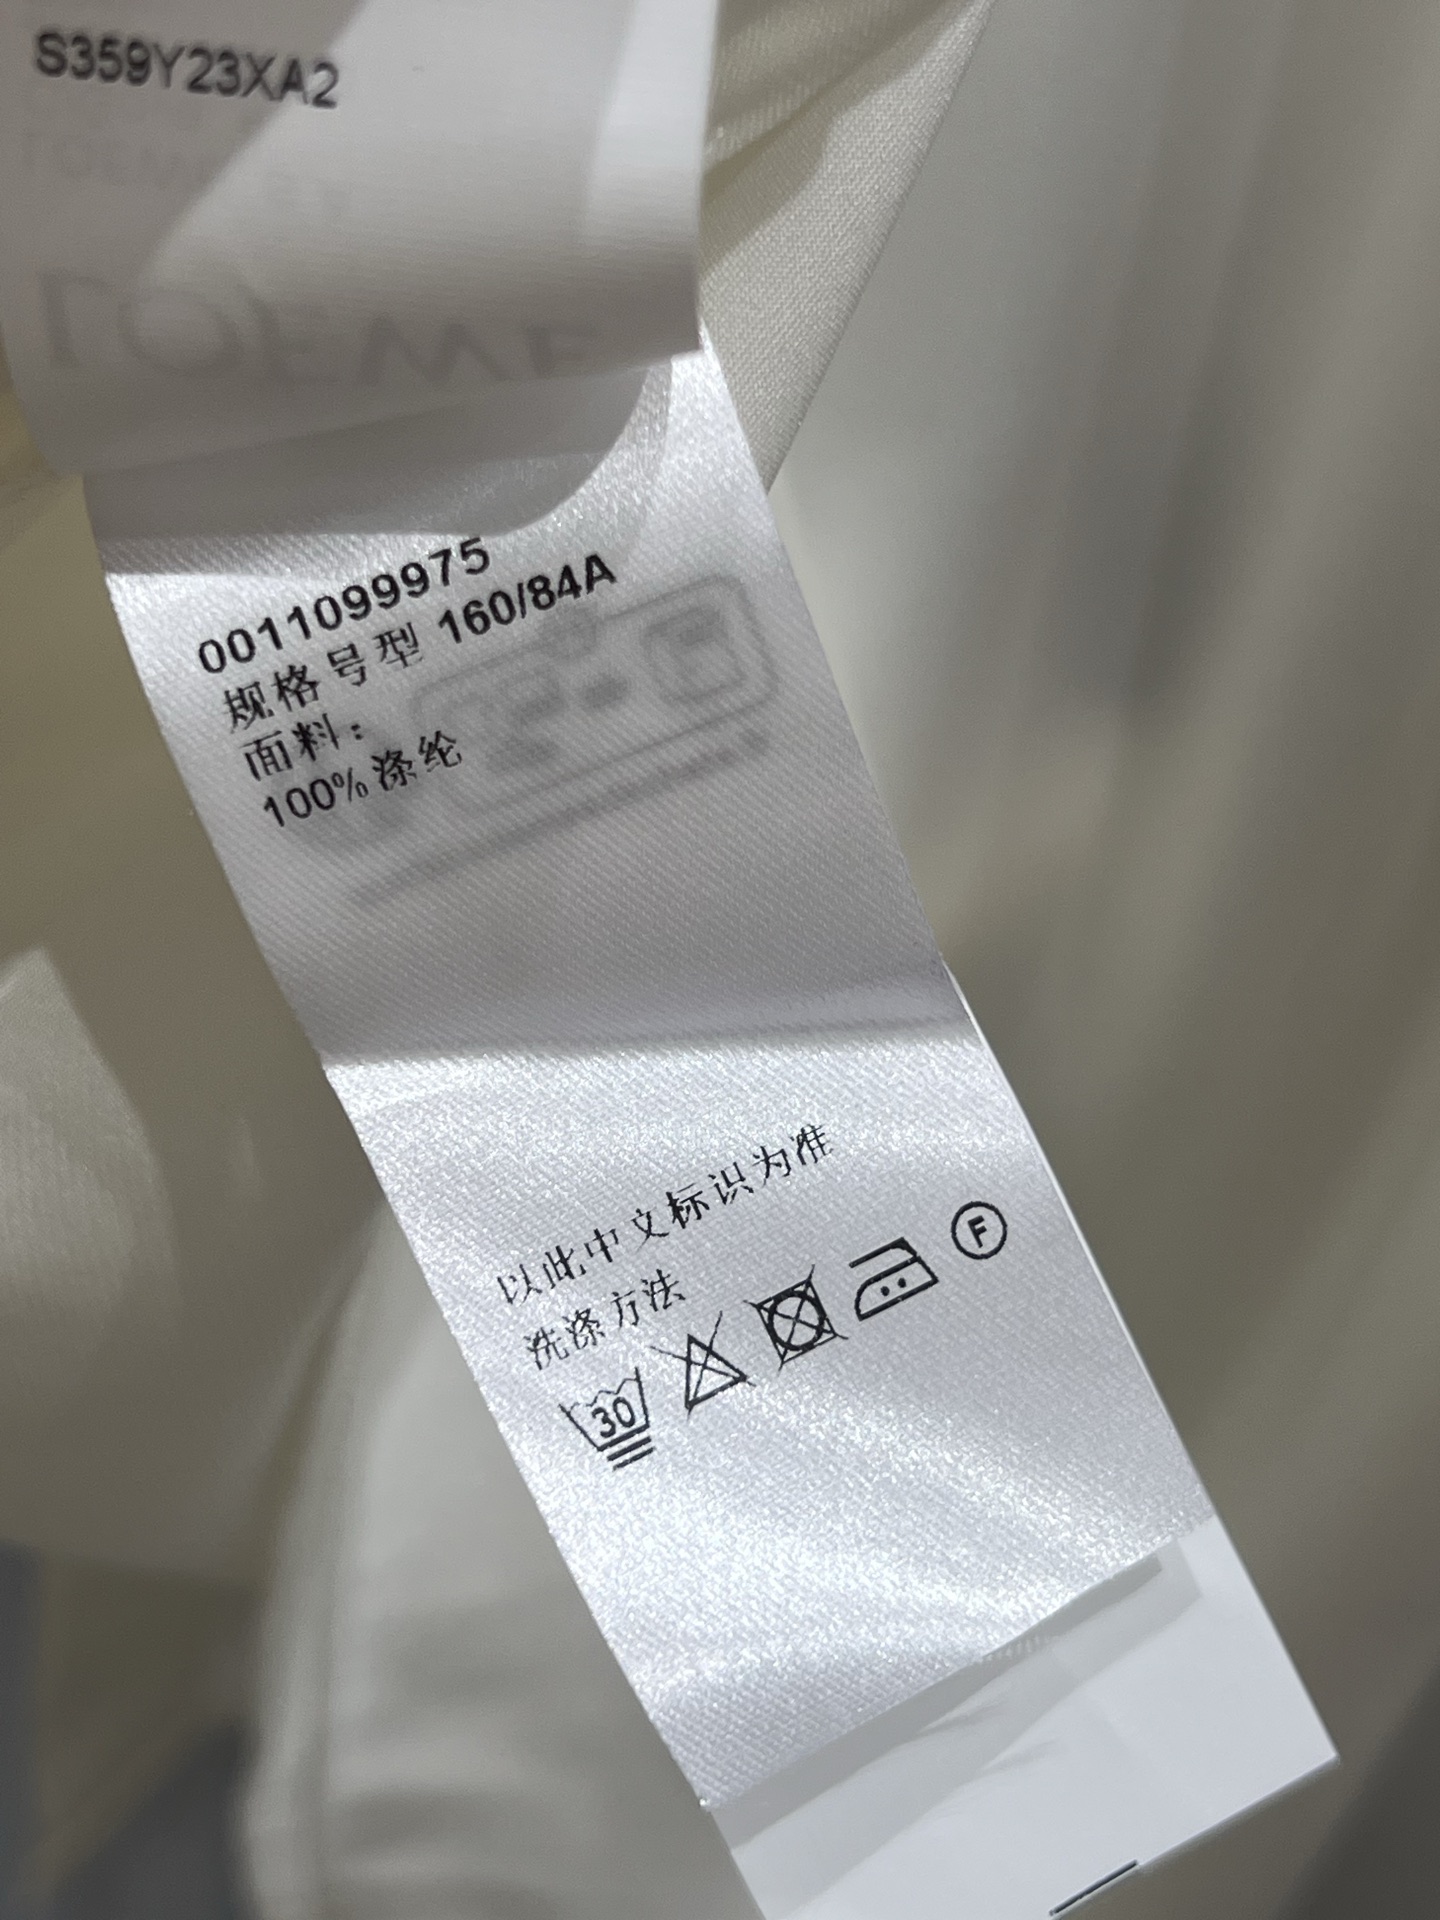 S359Y23XA2
LOEWE
0011099975
规格号型 160/84A
面料：
100%涤纶
以此中文标识为准
洗涤方法
30
F